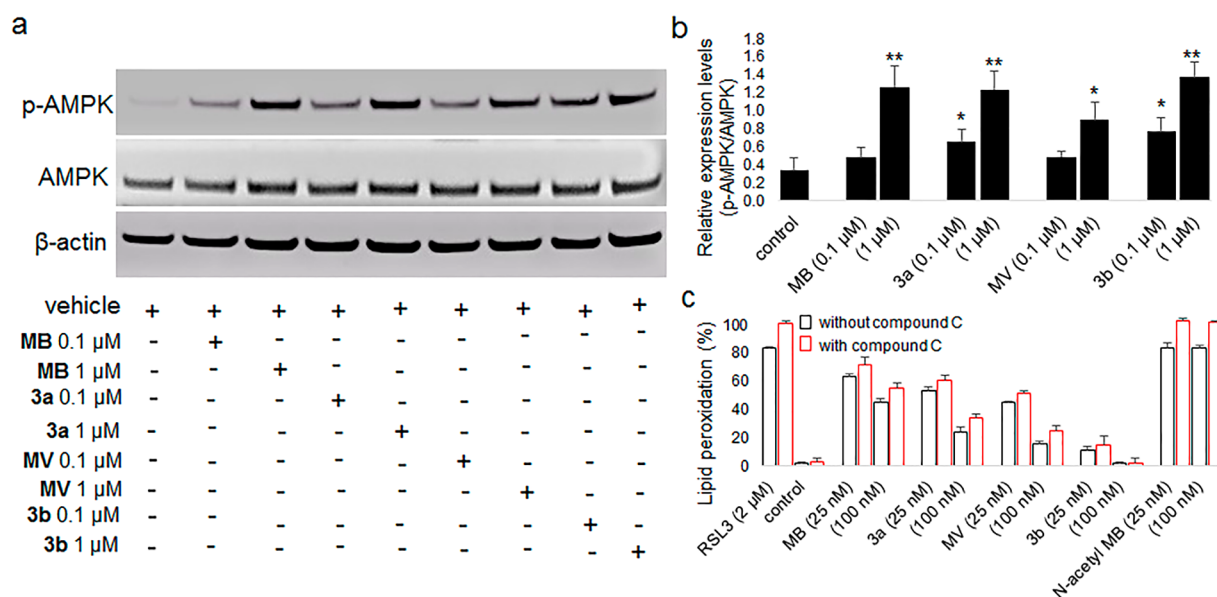 a
p-AMPK
AMPK
β-actin
vehicle + + + + + + + + +
MB 0.1 µM - + - - - - - - -
MB 1 µM - - + - - - - - -
3a 0.1 µM - - - + - - - - -
3a 1 µM - - - - + - - - -
MV 0.1 µM - - - - - + - - -
MV 1 µM - - - - - - + - -
3b 0.1 µM - - - - - - - + -
3b 1 µM - - - - - - - - +
b
Relative expression levels
(p-AMPK/AMPK)
1.8
1.6
1.4
1.2
1.0
0.8
0.6
0.4
0.2
0.0
**
*
**
*
*
**
control
MB (0.1 µM)
(1 µM)
3a (0.1 µM)
(1 µM)
MV (0.1 µM)
(1 µM)
3b (0.1 µM)
(1 µM)
c
Lipid peroxidation (%)
100
80
60
40
20
0
without compound C
with compound C
RSL3 (2 µM)
control
MB (25 nM)
(100 nM)
3a (25 nM)
(100 nM)
MV (25 nM)
(100 nM)
3b (25 nM)
(100 nM)
N-acetyl MB (25 nM)
(100 nM)